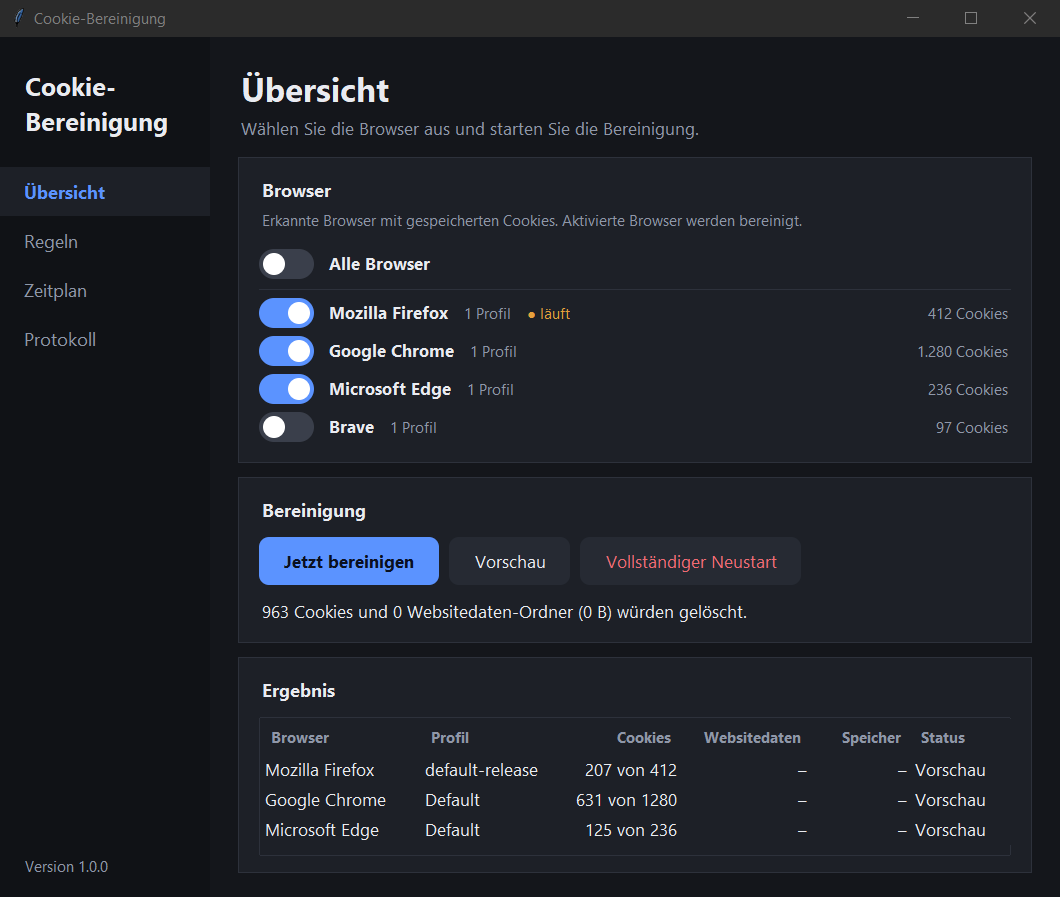 Cookie-Bereinigung
Cookie-
Bereinigung
Übersicht
Regeln
Zeitplan
Protokoll
Version 1.0.0
Übersicht
Wählen Sie die Browser aus und starten Sie die Bereinigung.
Browser
Erkannte Browser mit gespeicherten Cookies. Aktivierte Browser werden bereinigt.
Alle Browser
Mozilla Firefox 1 Profil ● läuft 412 Cookies
Google Chrome 1 Profil 1.280 Cookies
Microsoft Edge 1 Profil 236 Cookies
Brave 1 Profil 97 Cookies
Bereinigung
Jetzt bereinigen Vorschau Vollständiger Neustart
963 Cookies und 0 Websitedaten-Ordner (0 B) würden gelöscht.
Ergebnis
Browser Profil Cookies Websitedaten Speicher Status
Mozilla Firefox default-release 207 von 412 – – Vorschau
Google Chrome Default 631 von 1280 – – Vorschau
Microsoft Edge Default 125 von 236 – – Vorschau